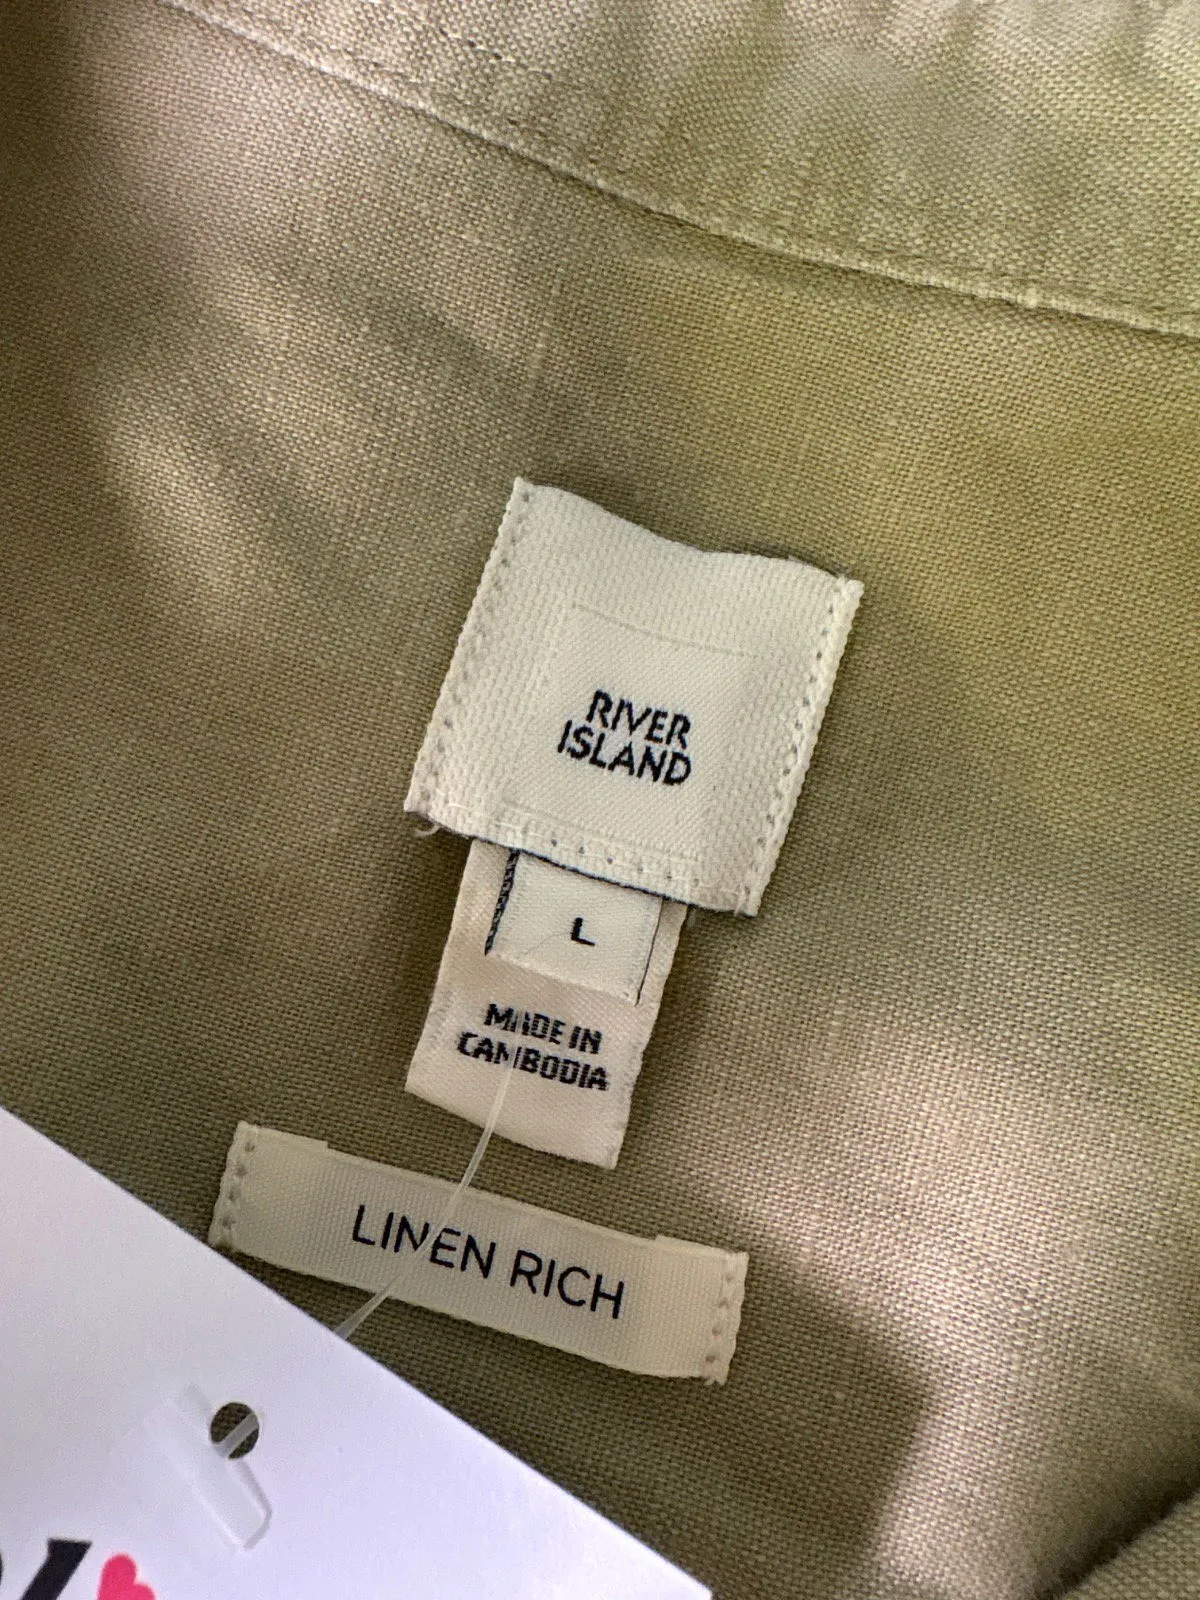 RIVER
ISLAND
L
MADE IN
CAMBODIA
LINEN RICH